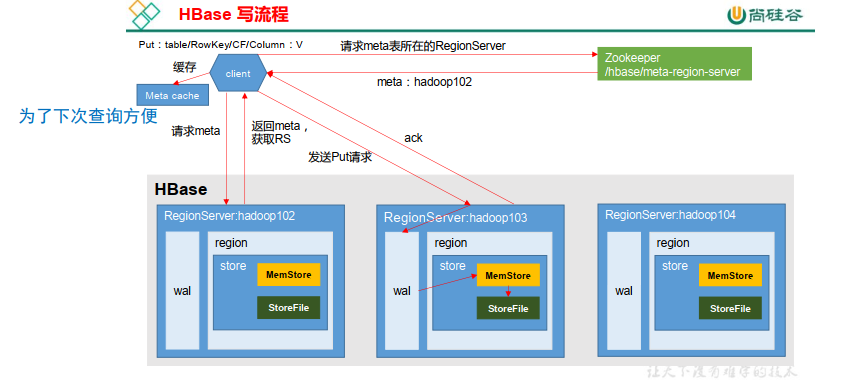 HBase 写流程
尚硅谷
Put：table/RowKey/CF/Column：V
请求meta表所在的RegionServer
Zookeeper
/hbase/meta-region-server
缓存
client
meta：hadoop102
Meta cache
为了下次查询方便
请求meta
返回meta，
获取RS
ack
发送Put请求
HBase
RegionServer:hadoop102
region
store
MemStore
wal
StoreFile
RegionServer:hadoop103
region
store
MemStore
wal
StoreFile
RegionServer:hadoop104
region
store
MemStore
wal
StoreFile
让天下没有难学的技术